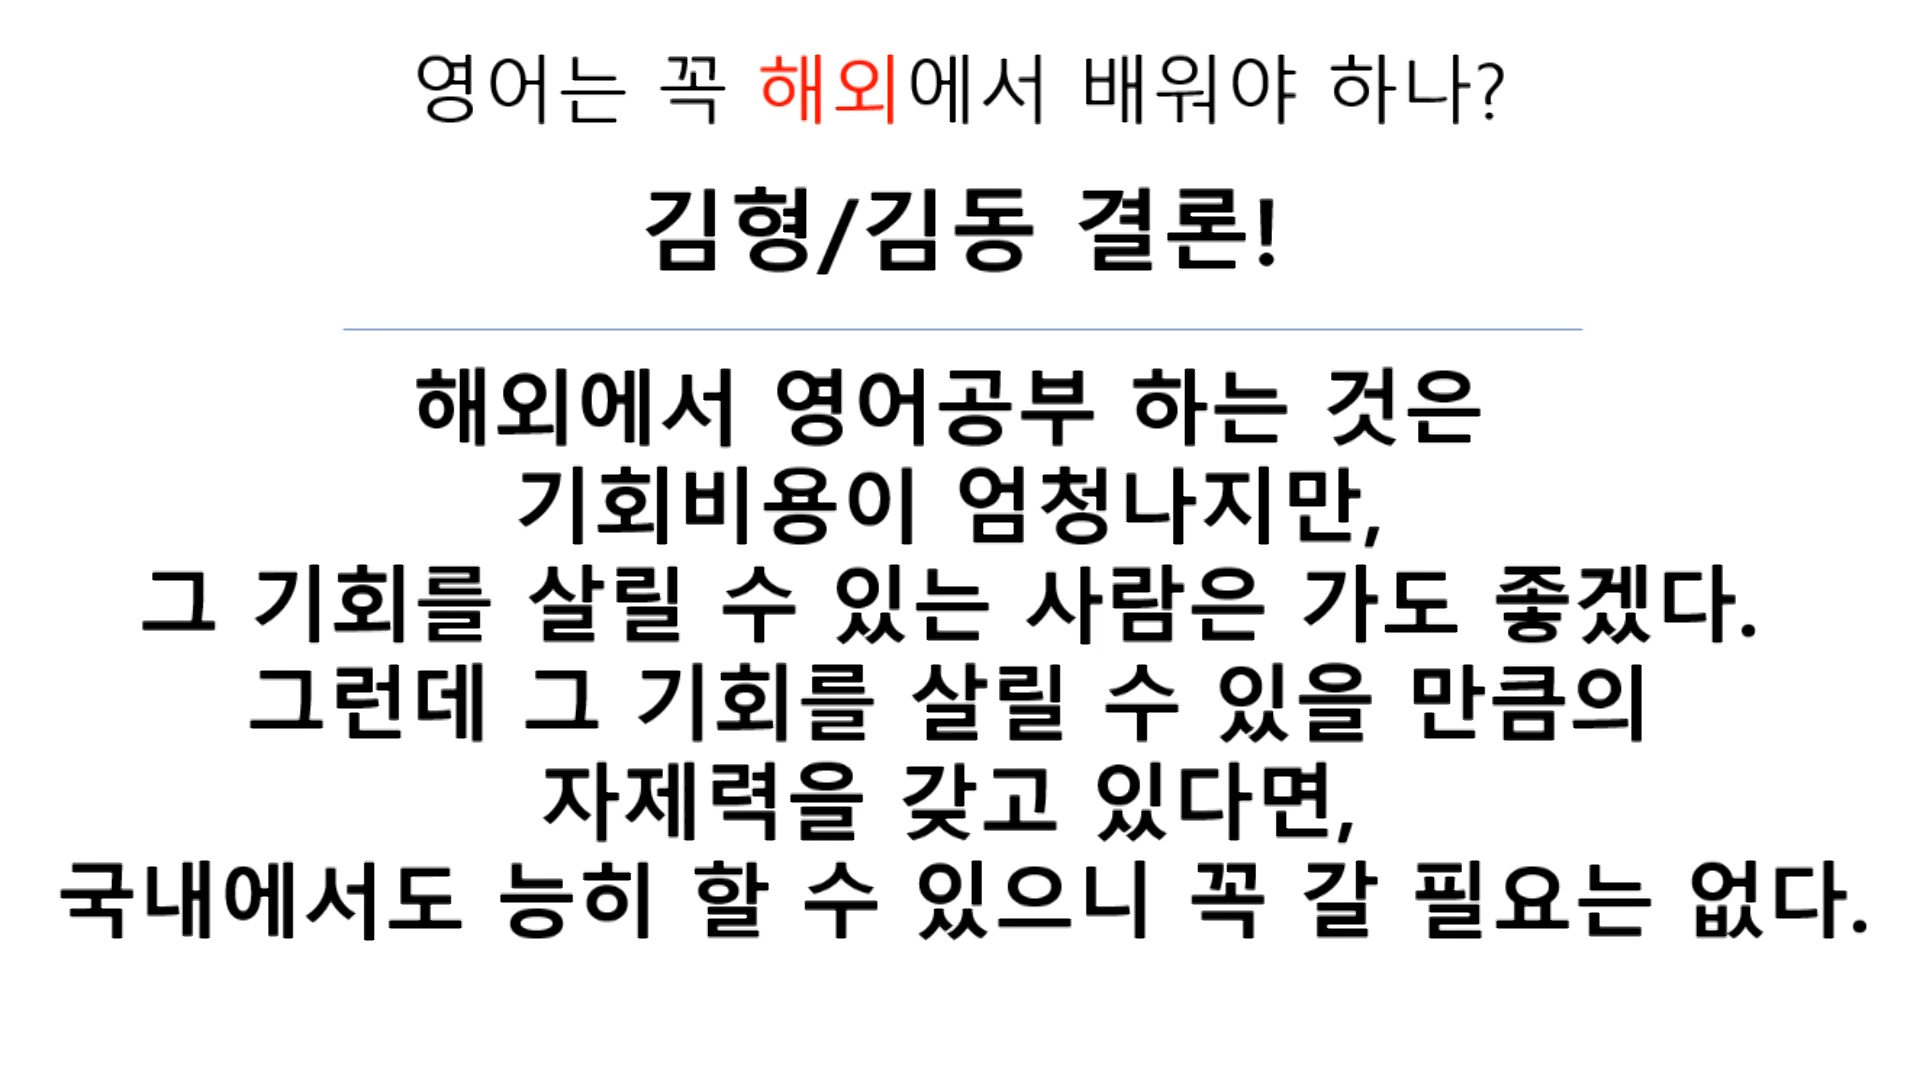 영어는 꼭 해외에서 배워야 하나?
김형/김동 결론!
해외에서 영어공부 하는 것은
기회비용이 엄청나지만,
그 기회를 살릴 수 있는 사람은 가도 좋겠다.
그런데 그 기회를 살릴 수 있을 만큼의
자제력을 갖고 있다면,
국내에서도 능히 할 수 있으니 꼭 갈 필요는 없다.